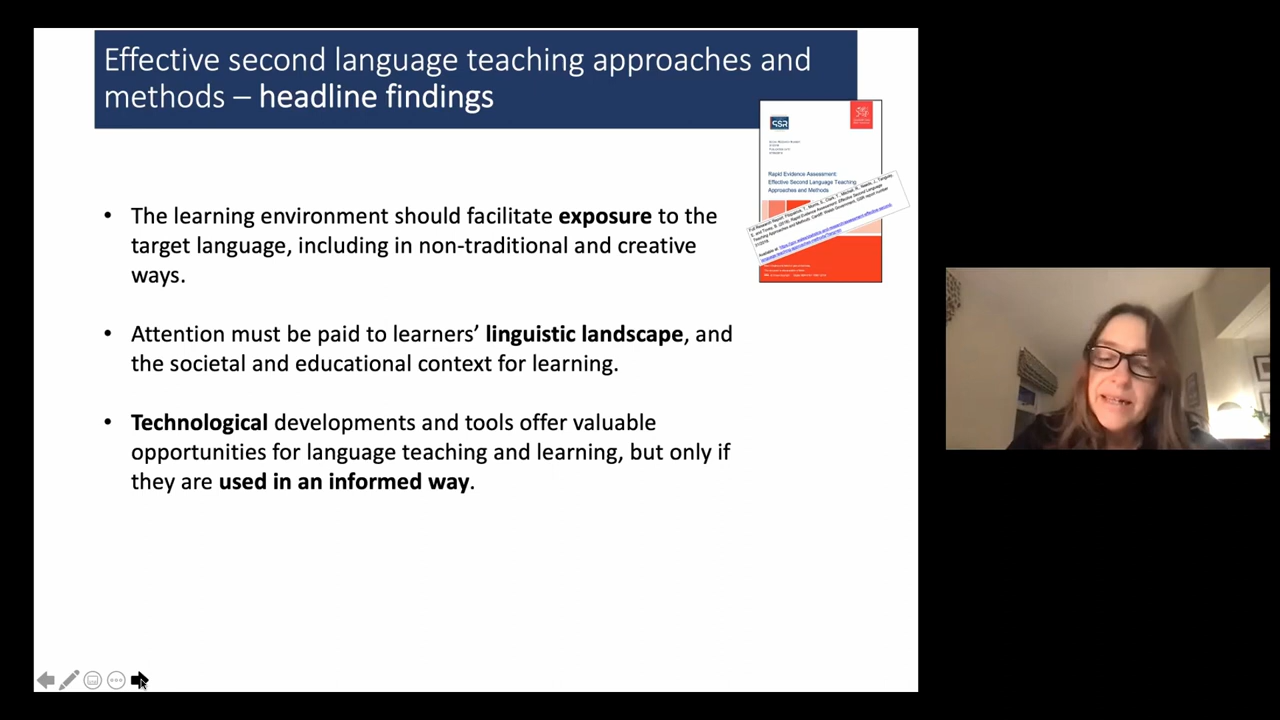 Effective second language teaching approaches and
methods – headline findings
GSR
Rapid Evidence Assessment:
Effective Second Language Teaching
Approaches and Methods
• The learning environment should facilitate exposure to the
target language, including in non-traditional and creative
ways.
• Attention must be paid to learners’ linguistic landscape, and
the societal and educational context for learning.
• Technological developments and tools offer valuable
opportunities for language teaching and learning, but only if
they are used in an informed way.